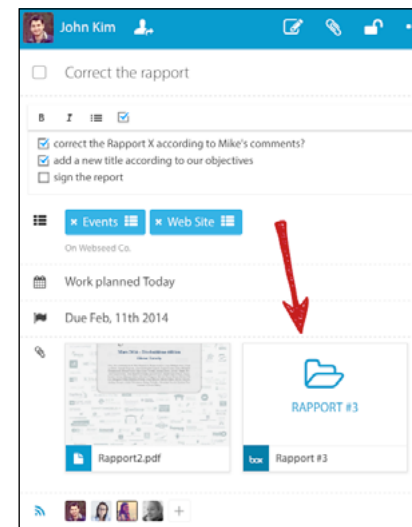 John Kim
Correct the rapport
B I
correct the Rapport X according to Mike's comments?
add a new title according to our objectives
sign the report
× Events × Web Site
On Webseed Co.
Work planned Today
Due Feb, 11th 2014
RAPPORT #3
Rapport2.pdf
box Rapport #3
+